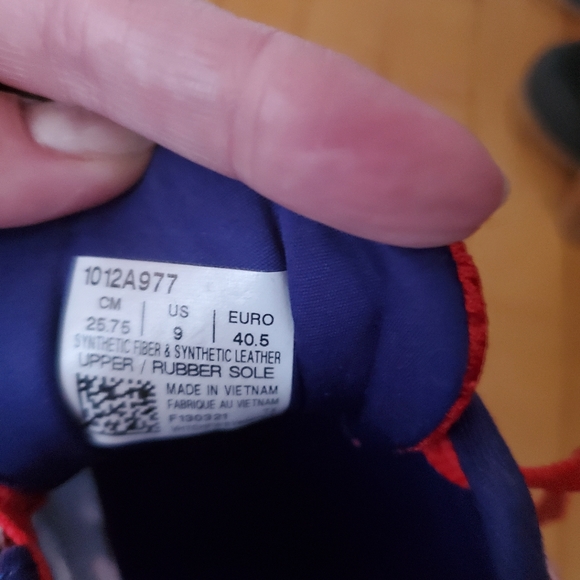 1012A977
CM US EURO
25.75 9 40.5
SYNTHETIC FIBER & SYNTHETIC LEATHER
UPPER / RUBBER SOLE
MADE IN VIETNAM
FABRIQUE AU VIETNAM
F130321